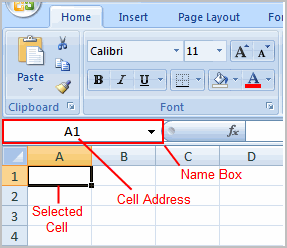 Home Insert Page Layout
Calibri 11 A A
Paste B I U A
Clipboard Font
A1 fx
Name Box
A B C D
1
Cell Address
2
Selected
3
Cell
4